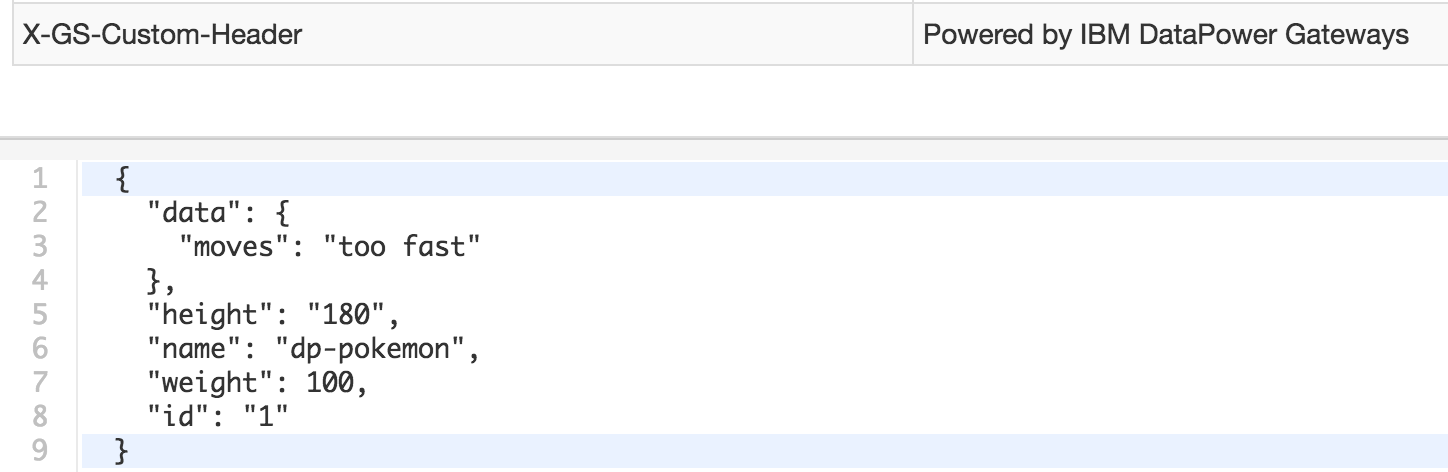 X-GS-Custom-Header Powered by IBM DataPower Gateways
1 {
2 "data": {
3 "moves": "too fast"
4 },
5 "height": "180",
6 "name": "dp-pokemon",
7 "weight": 100,
8 "id": "1"
9 }